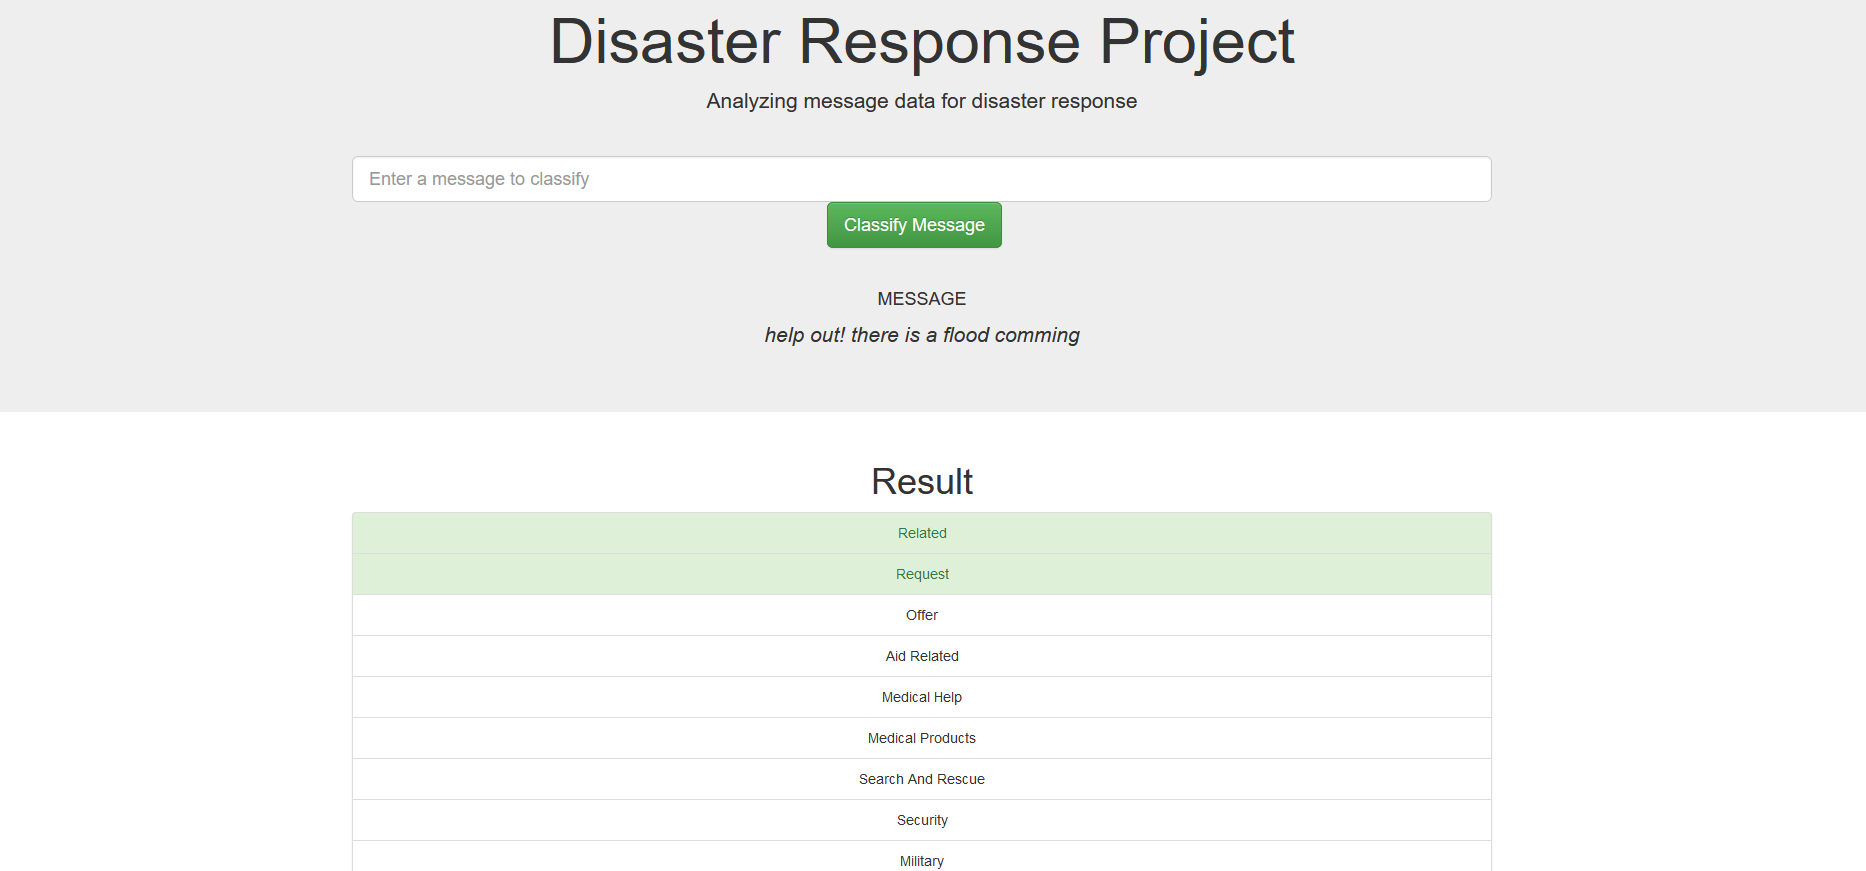 Disaster Response Project
Analyzing message data for disaster response
Enter a message to classify
Classify Message
MESSAGE
help out! there is a flood comming
Result
Related
Request
Offer
Aid Related
Medical Help
Medical Products
Search And Rescue
Security
Military